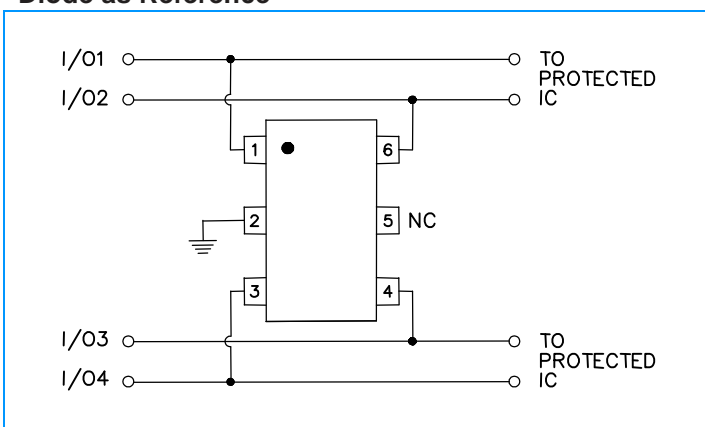 Diode as Reference
I/O1
TO
PROTECTED
IC
I/O2
1
6
2
5 NC
3
4
I/O3
TO
PROTECTED
IC
I/O4